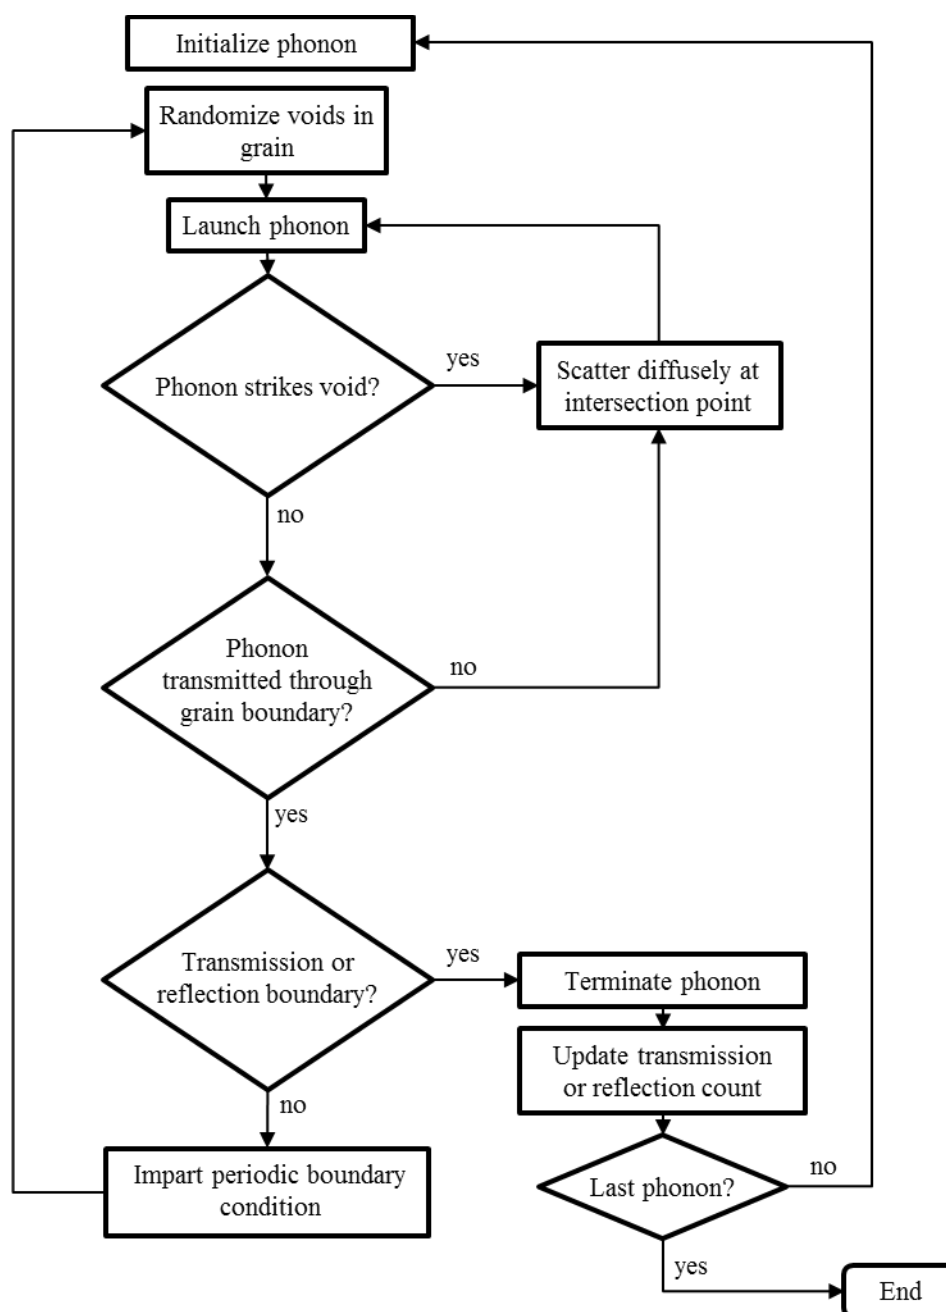 Initialize phonon
Randomize voids in
grain
Launch phonon
Phonon strikes void?
yes
Scatter diffusely at
intersection point
no
Phonon
transmitted through
grain boundary?
no
yes
Transmission or
reflection boundary?
yes
Terminate phonon
Update transmission
or reflection count
no
Impart periodic boundary
condition
Last phonon?
no
yes
End